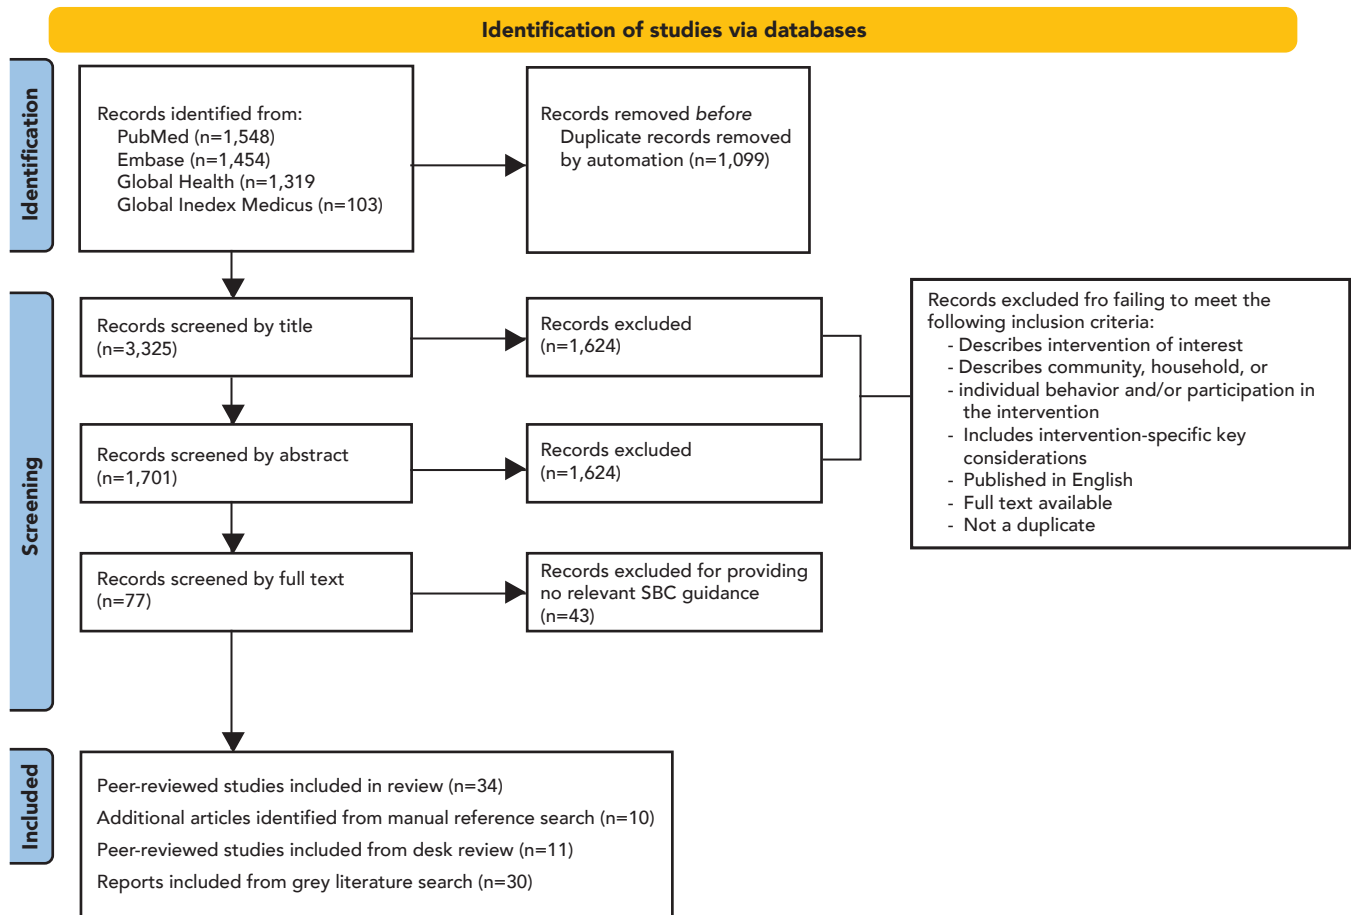 Identification of studies via databases
Identification
Records identified from:
PubMed (n=1,548)
Embase (n=1,454)
Global Health (n=1,319
Global Inedex Medicus (n=103)
Records removed before
Duplicate records removed
by automation (n=1,099)
Screening
Records screened by title
(n=3,325)
Records excluded
(n=1,624)
Records excluded fro failing to meet the
following inclusion criteria:
- Describes intervention of interest
- Describes community, household, or
- individual behavior and/or participation in
the intervention
- Includes intervention-specific key
considerations
- Published in English
- Full text available
- Not a duplicate
Records screened by abstract
(n=1,701)
Records excluded
(n=1,624)
Records screened by full text
(n=77)
Records excluded for providing
no relevant SBC guidance
(n=43)
Included
Peer-reviewed studies included in review (n=34)
Additional articles identified from manual reference search (n=10)
Peer-reviewed studies included from desk review (n=11)
Reports included from grey literature search (n=30)